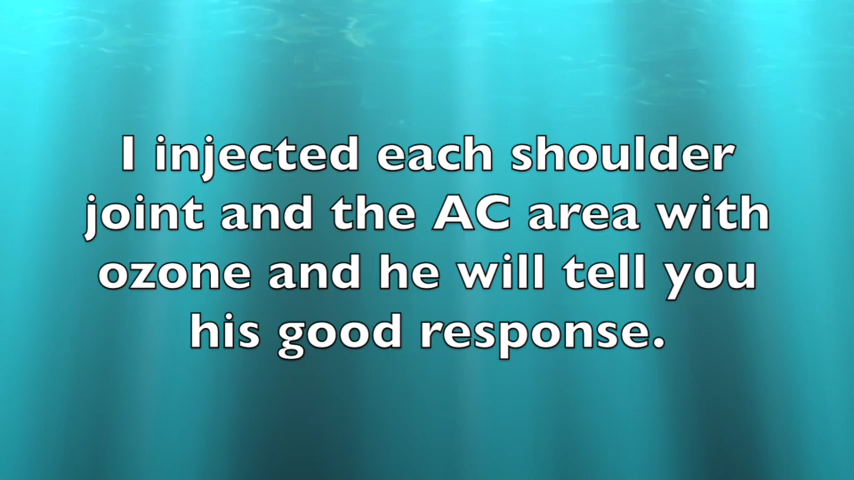 I injected each shoulder
joint and the AC area with
ozone and he will tell you
his good response.